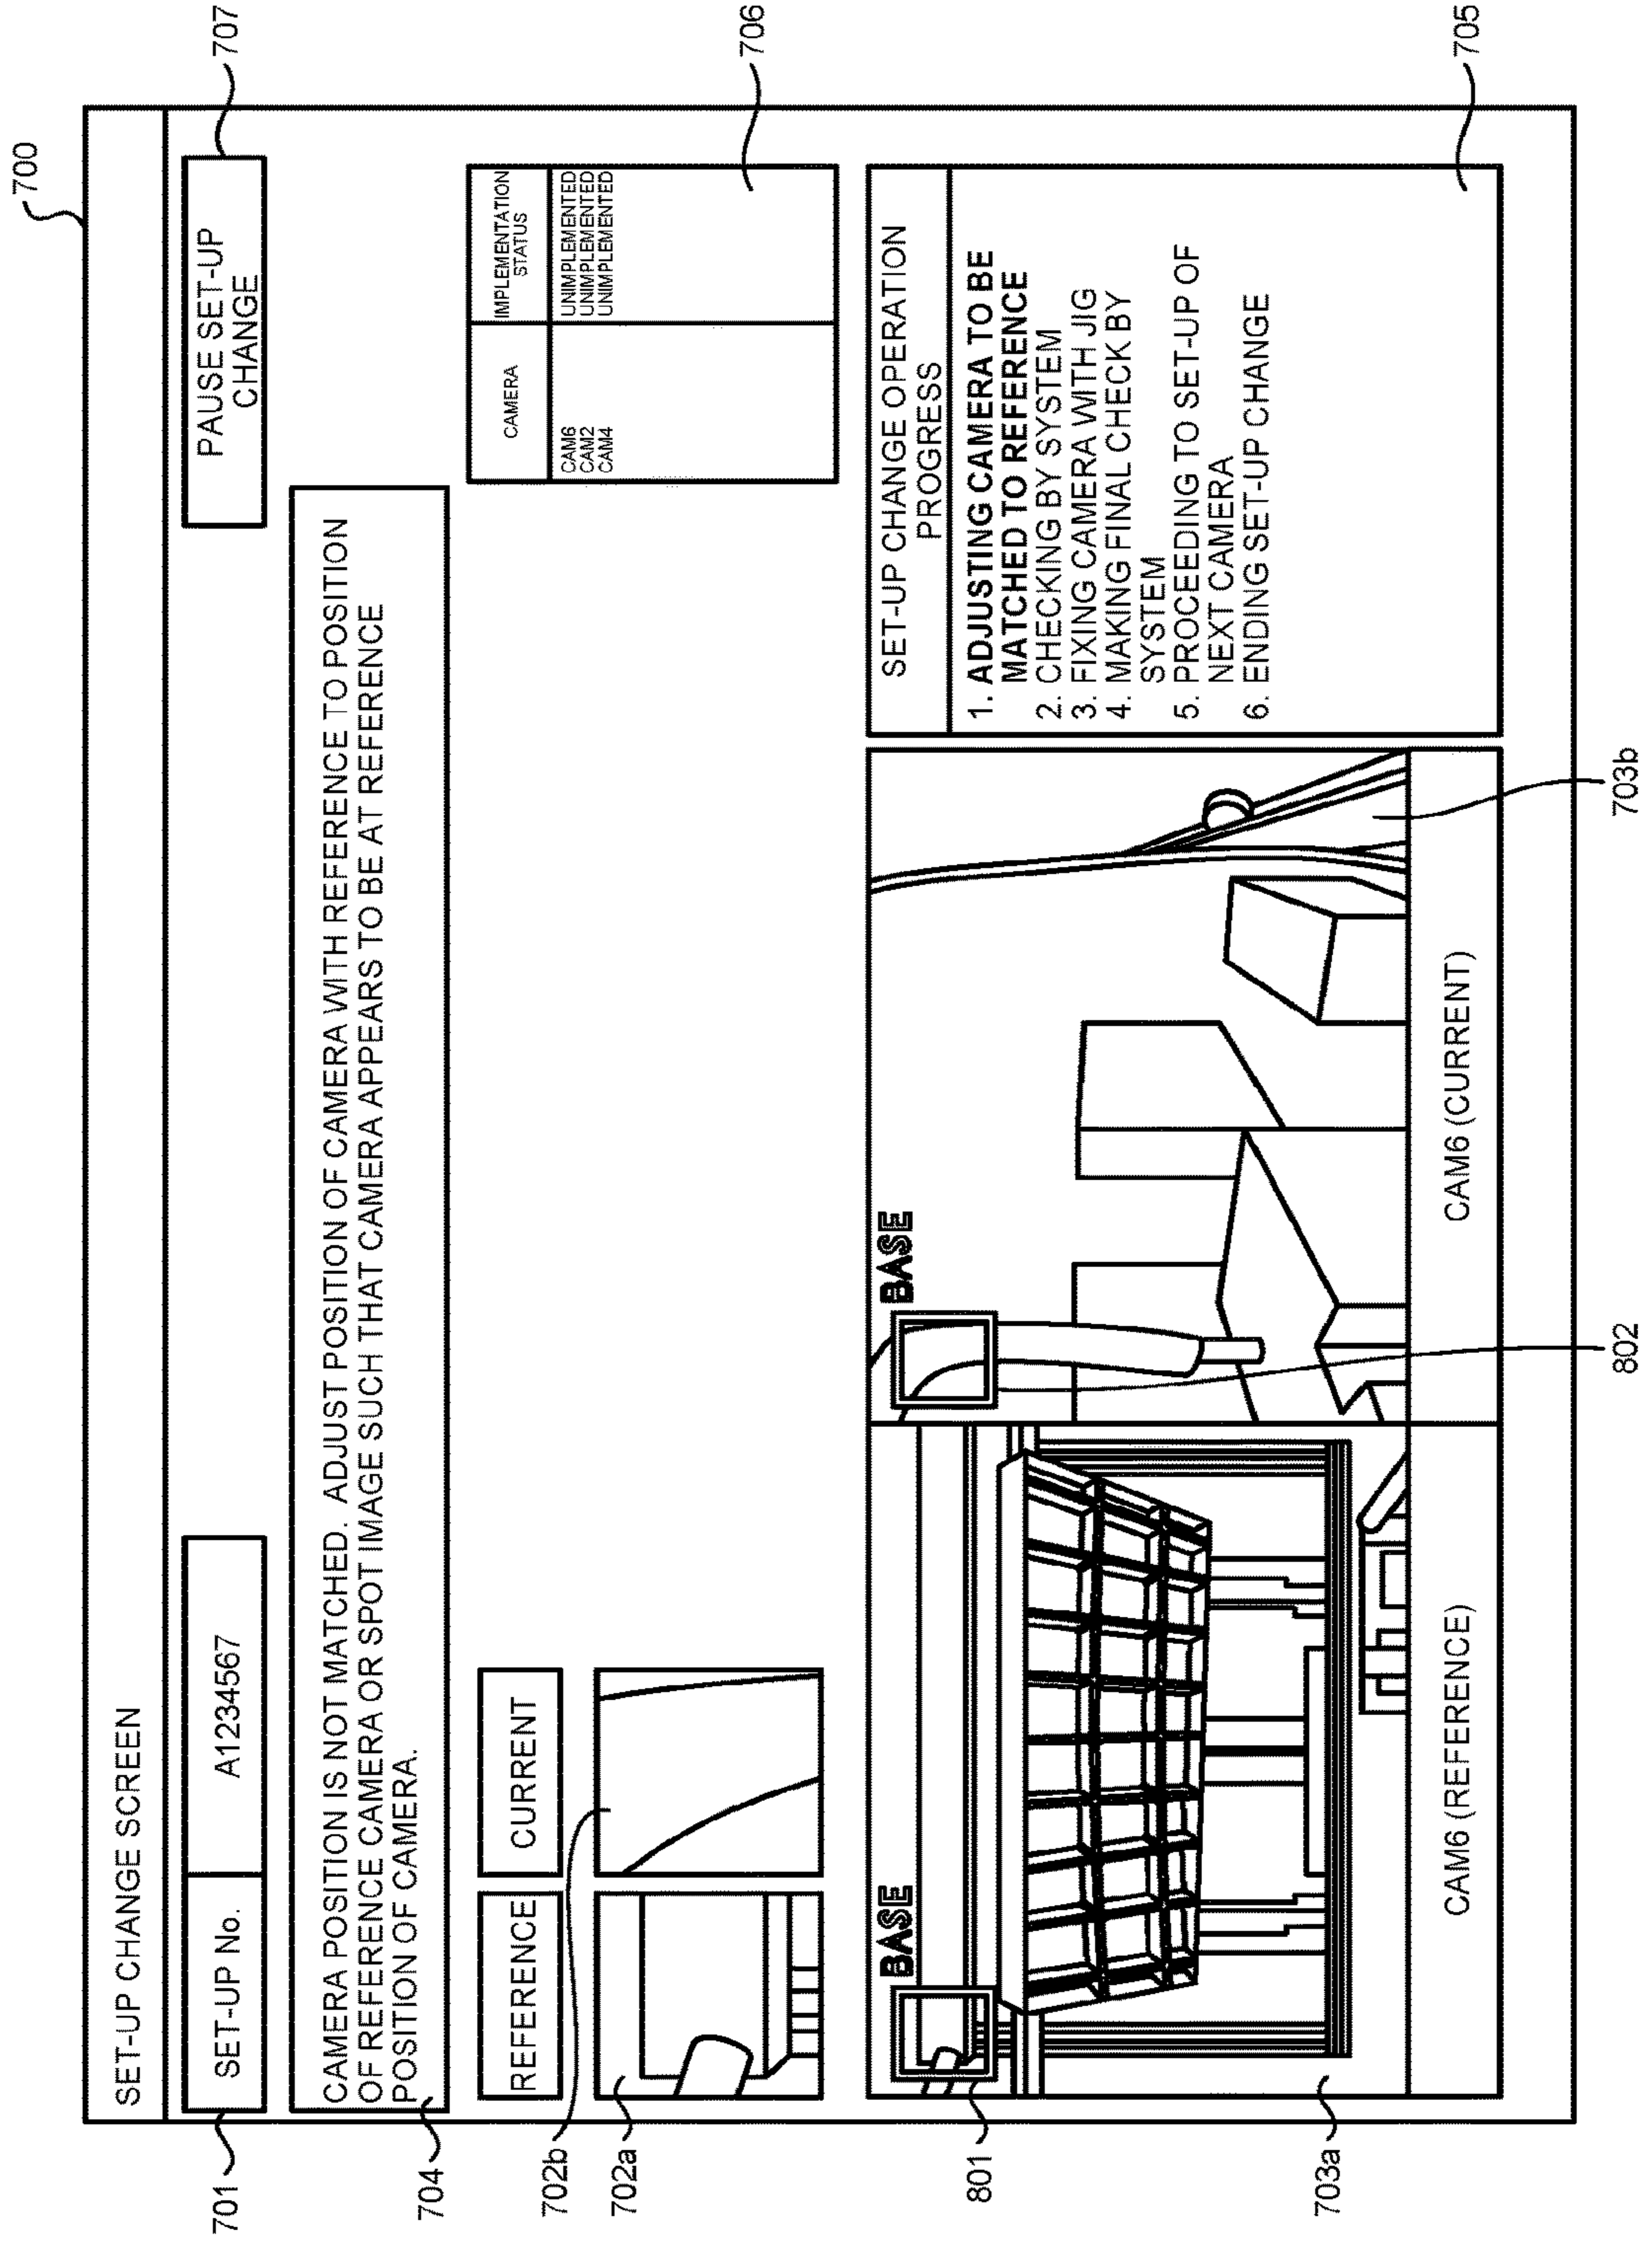 700
SET-UP CHANGE SCREEN
701
SET-UP No.
A1234567
PAUSE SET-UP
CHANGE
707
704
CAMERA POSITION IS NOT MATCHED. ADJUST POSITION OF CAMERA WITH REFERENCE TO POSITION
OF REFERENCE CAMERA OR SPOT IMAGE SUCH THAT CAMERA APPEARS TO BE AT REFERENCE
POSITION OF CAMERA.
REFERENCE
CURRENT
702b
702a
CAMERA
IMPLEMENTATION
STATUS
CAM6
UNIMPLEMENTED
CAM2
UNIMPLEMENTED
CAM4
UNIMPLEMENTED
706
BASE
801
703a
CAM6 (REFERENCE)
BASE
802
703b
CAM6 (CURRENT)
SET-UP CHANGE OPERATION
PROGRESS
1. ADJUSTING CAMERA TO BE
MATCHED TO REFERENCE
2. CHECKING BY SYSTEM
3. FIXING CAMERA WITH JIG
4. MAKING FINAL CHECK BY
SYSTEM
5. PROCEEDING TO SET-UP OF
NEXT CAMERA
6. ENDING SET-UP CHANGE
705